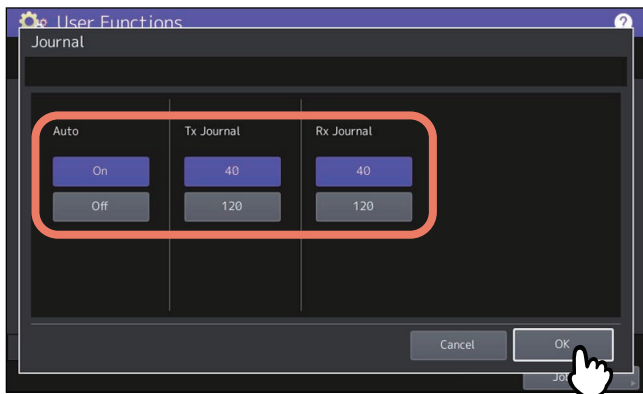 User Functions ?
Journal
Auto Tx Journal Rx Journal
On 40 40
Off 120 120
Cancel OK